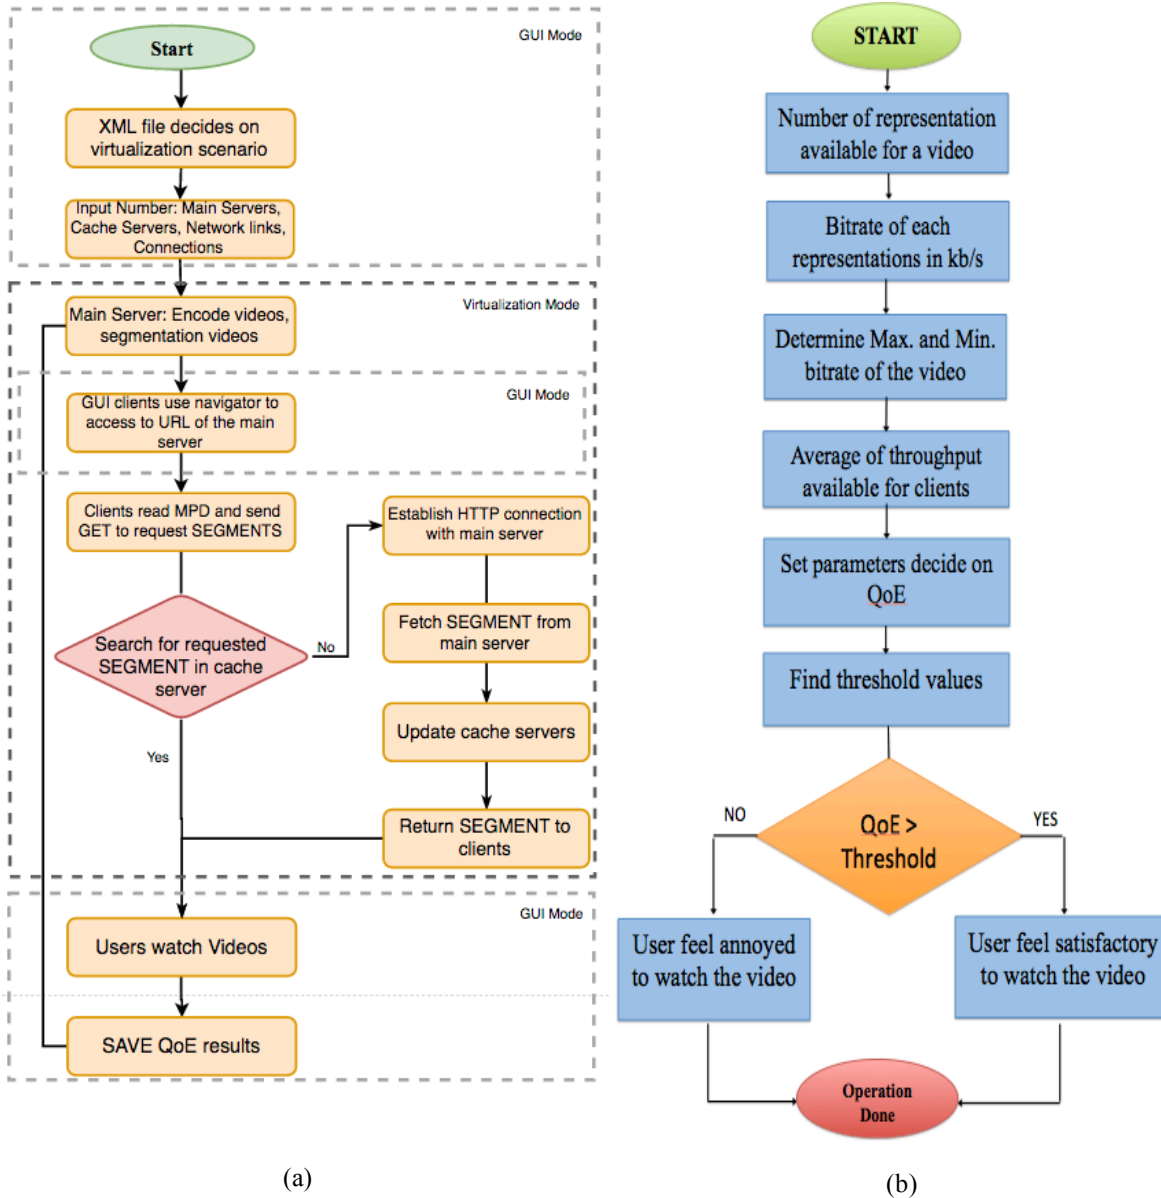 GUI Mode
Start
XML file decides on
virtualization scenario
Input Number: Main Servers,
Cache Servers, Network links,
Connections
Virtualization Mode
Main Server: Encode videos,
segmentation videos
GUI Mode
GUI clients use navigator to
access to URL of the main
server
Clients read MPD and send
GET to request SEGMENTS
Search for requested
SEGMENT in cache
server
No
Yes
Establish HTTP connection
with main server
Fetch SEGMENT from
main server
Update cache servers
Return SEGMENT to
clients
GUI Mode
Users watch Videos
SAVE QoE results
(a)
START
Number of representation
available for a video
Bitrate of each
representations in kb/s
Determine Max. and Min.
bitrate of the video
Average of throughput
available for clients
Set parameters decide on
QoE
Find threshold values
QoE >
Threshold
NO
YES
User feel annoyed
to watch the video
User feel satisfactory
to watch the video
Operation
Done
(b)